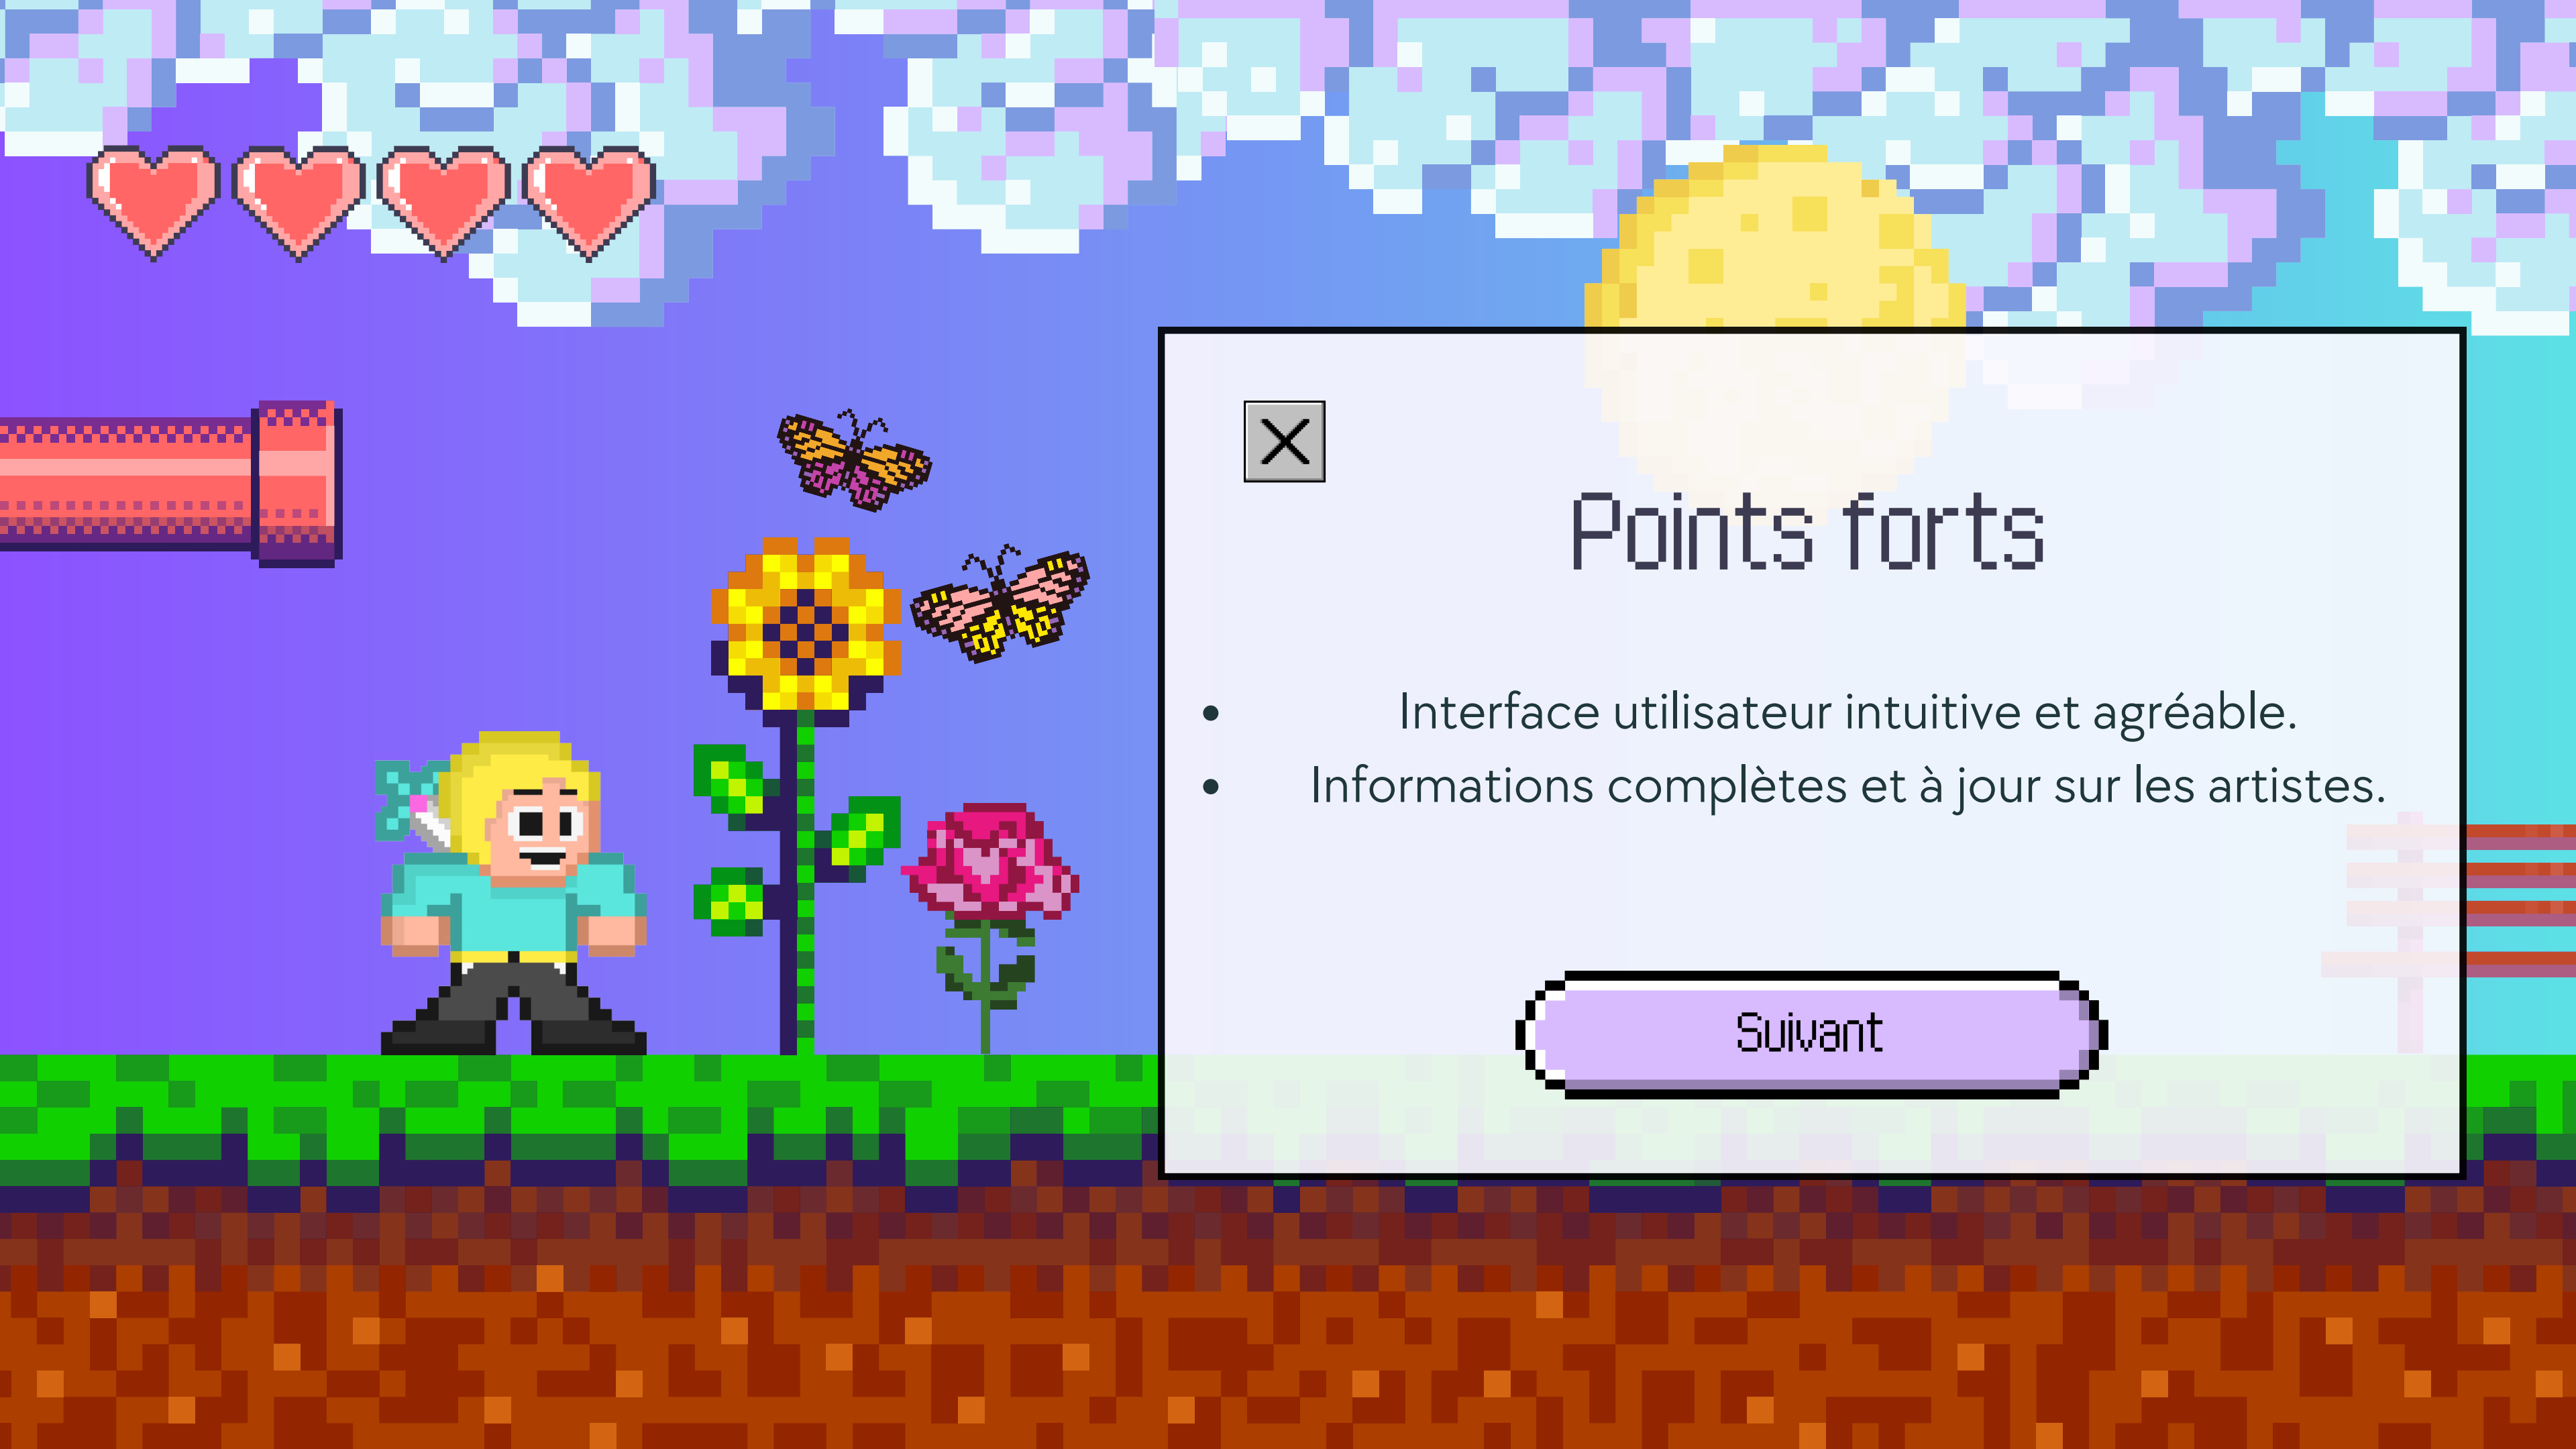 Points forts
• Interface utilisateur intuitive et agréable.
• Informations complètes et à jour sur les artistes.
Suivant